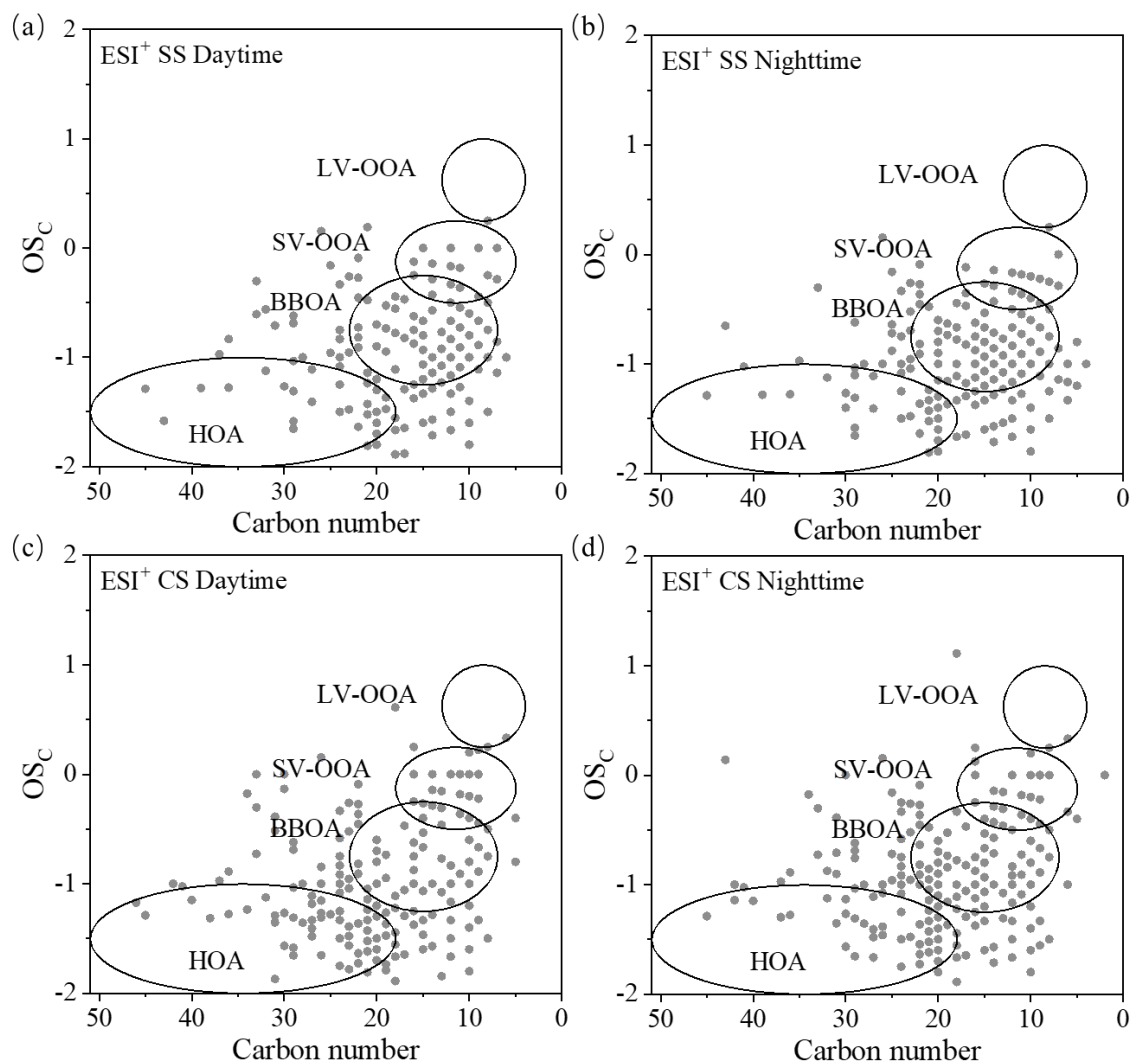 (a)
ESI+ SS Daytime
2
1
0
-1
-2
OSC
LV-OOA
SV-OOA
BBOA
HOA
50 40 30 20 10 0
Carbon number
(b)
ESI+ SS Nighttime
2
1
0
-1
-2
OSC
LV-OOA
SV-OOA
BBOA
HOA
50 40 30 20 10 0
Carbon number
(c)
ESI+ CS Daytime
2
1
0
-1
-2
OSC
LV-OOA
SV-OOA
BBOA
HOA
50 40 30 20 10 0
Carbon number
(d)
ESI+ CS Nighttime
2
1
0
-1
-2
OSC
LV-OOA
SV-OOA
BBOA
HOA
50 40 30 20 10 0
Carbon number